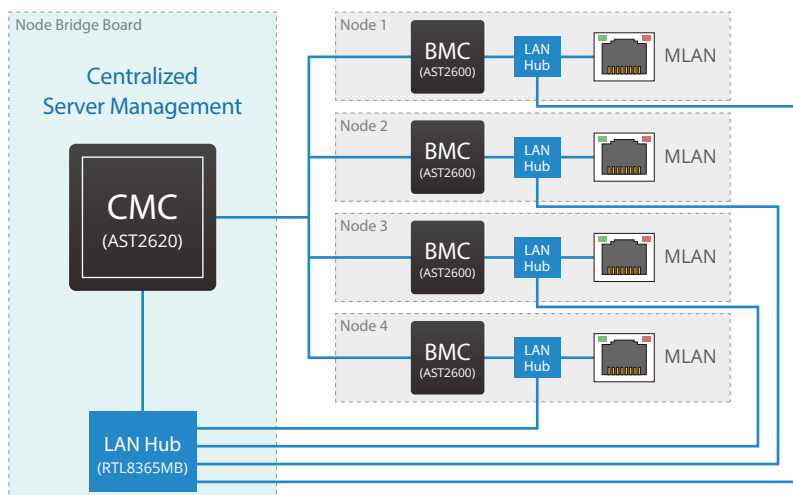 Node Bridge Board
Centralized
Server Management
CMC
(AST2620)
LAN Hub
(RTL8365MB)
Node 1
BMC
(AST2600)
LAN
Hub
MLAN
Node 2
BMC
(AST2600)
LAN
Hub
MLAN
Node 3
BMC
(AST2600)
LAN
Hub
MLAN
Node 4
BMC
(AST2600)
LAN
Hub
MLAN